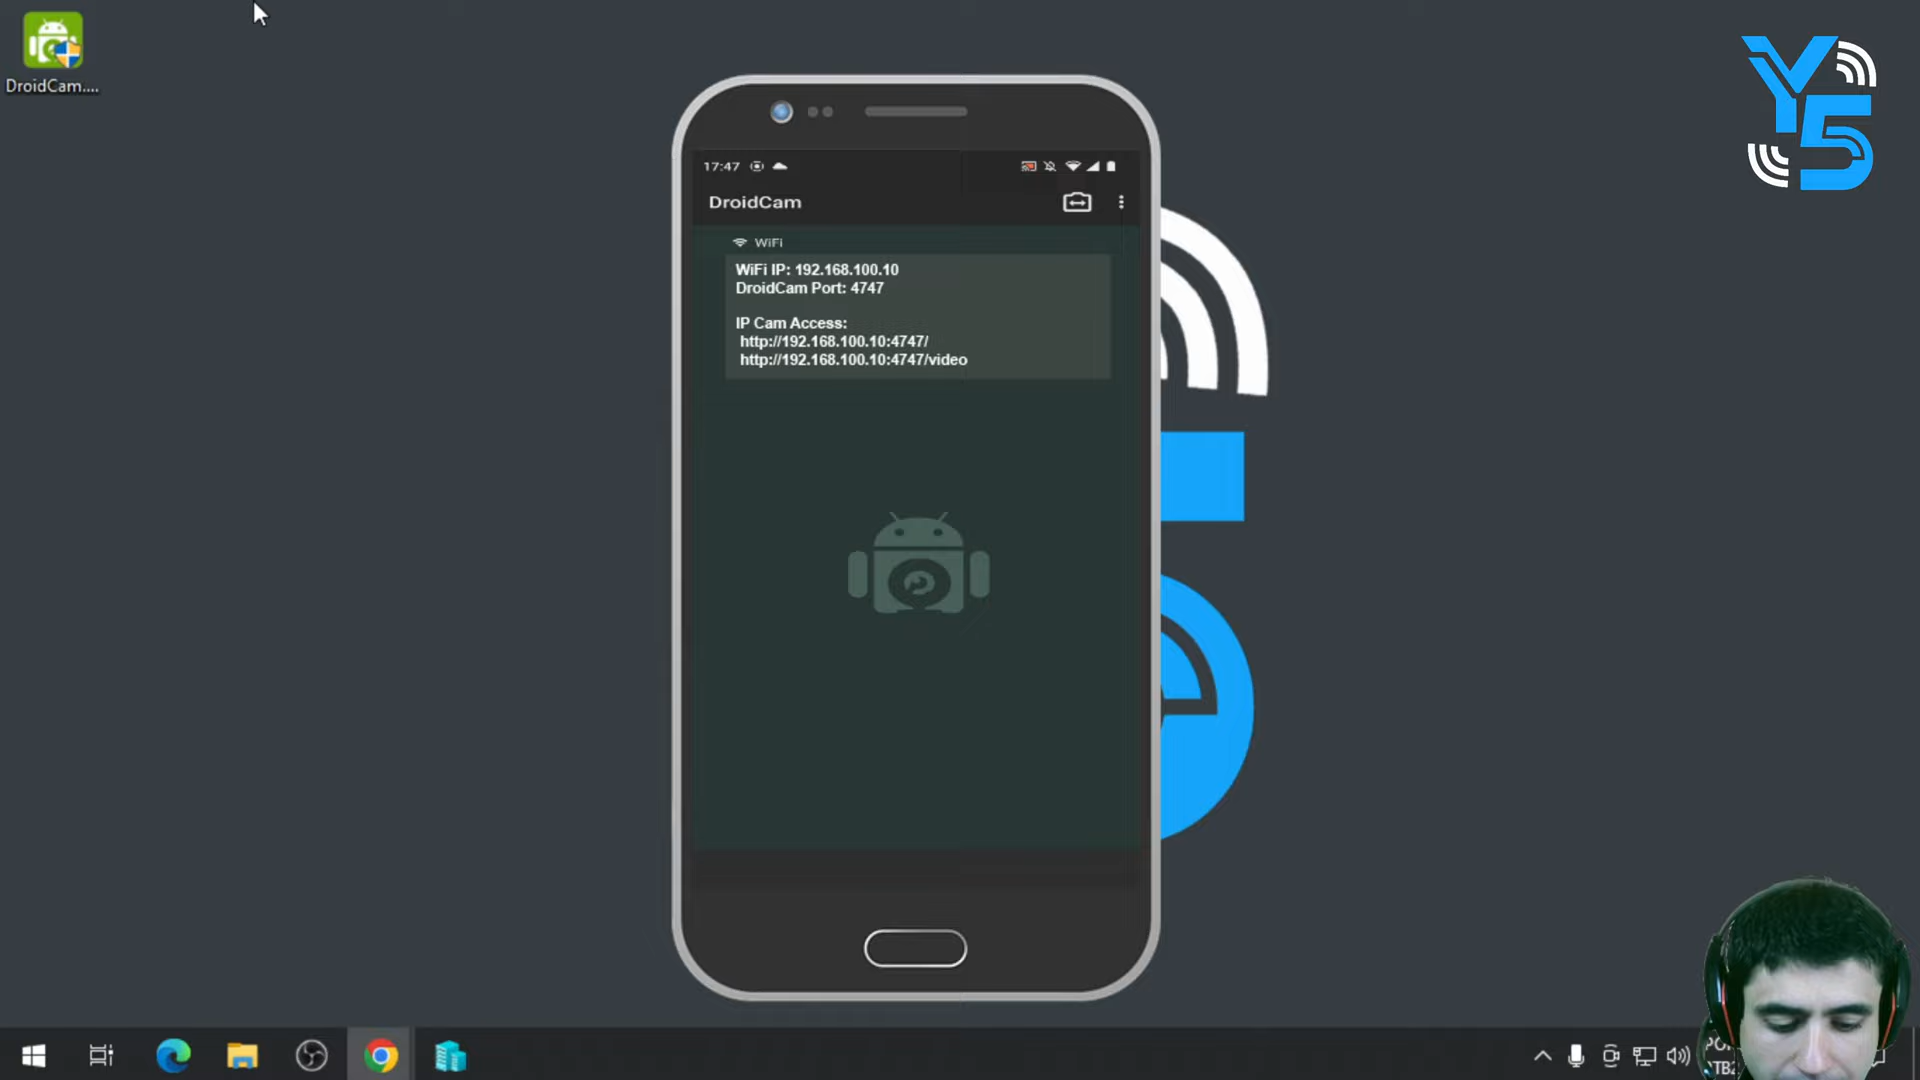 DroidCam....
Y5
17:47
DroidCam
WiFi
WiFi IP: 192.168.100.10
DroidCam Port: 4747
IP Cam Access:
http://192.168.100.10:4747/
http://192.168.100.10:4747/video